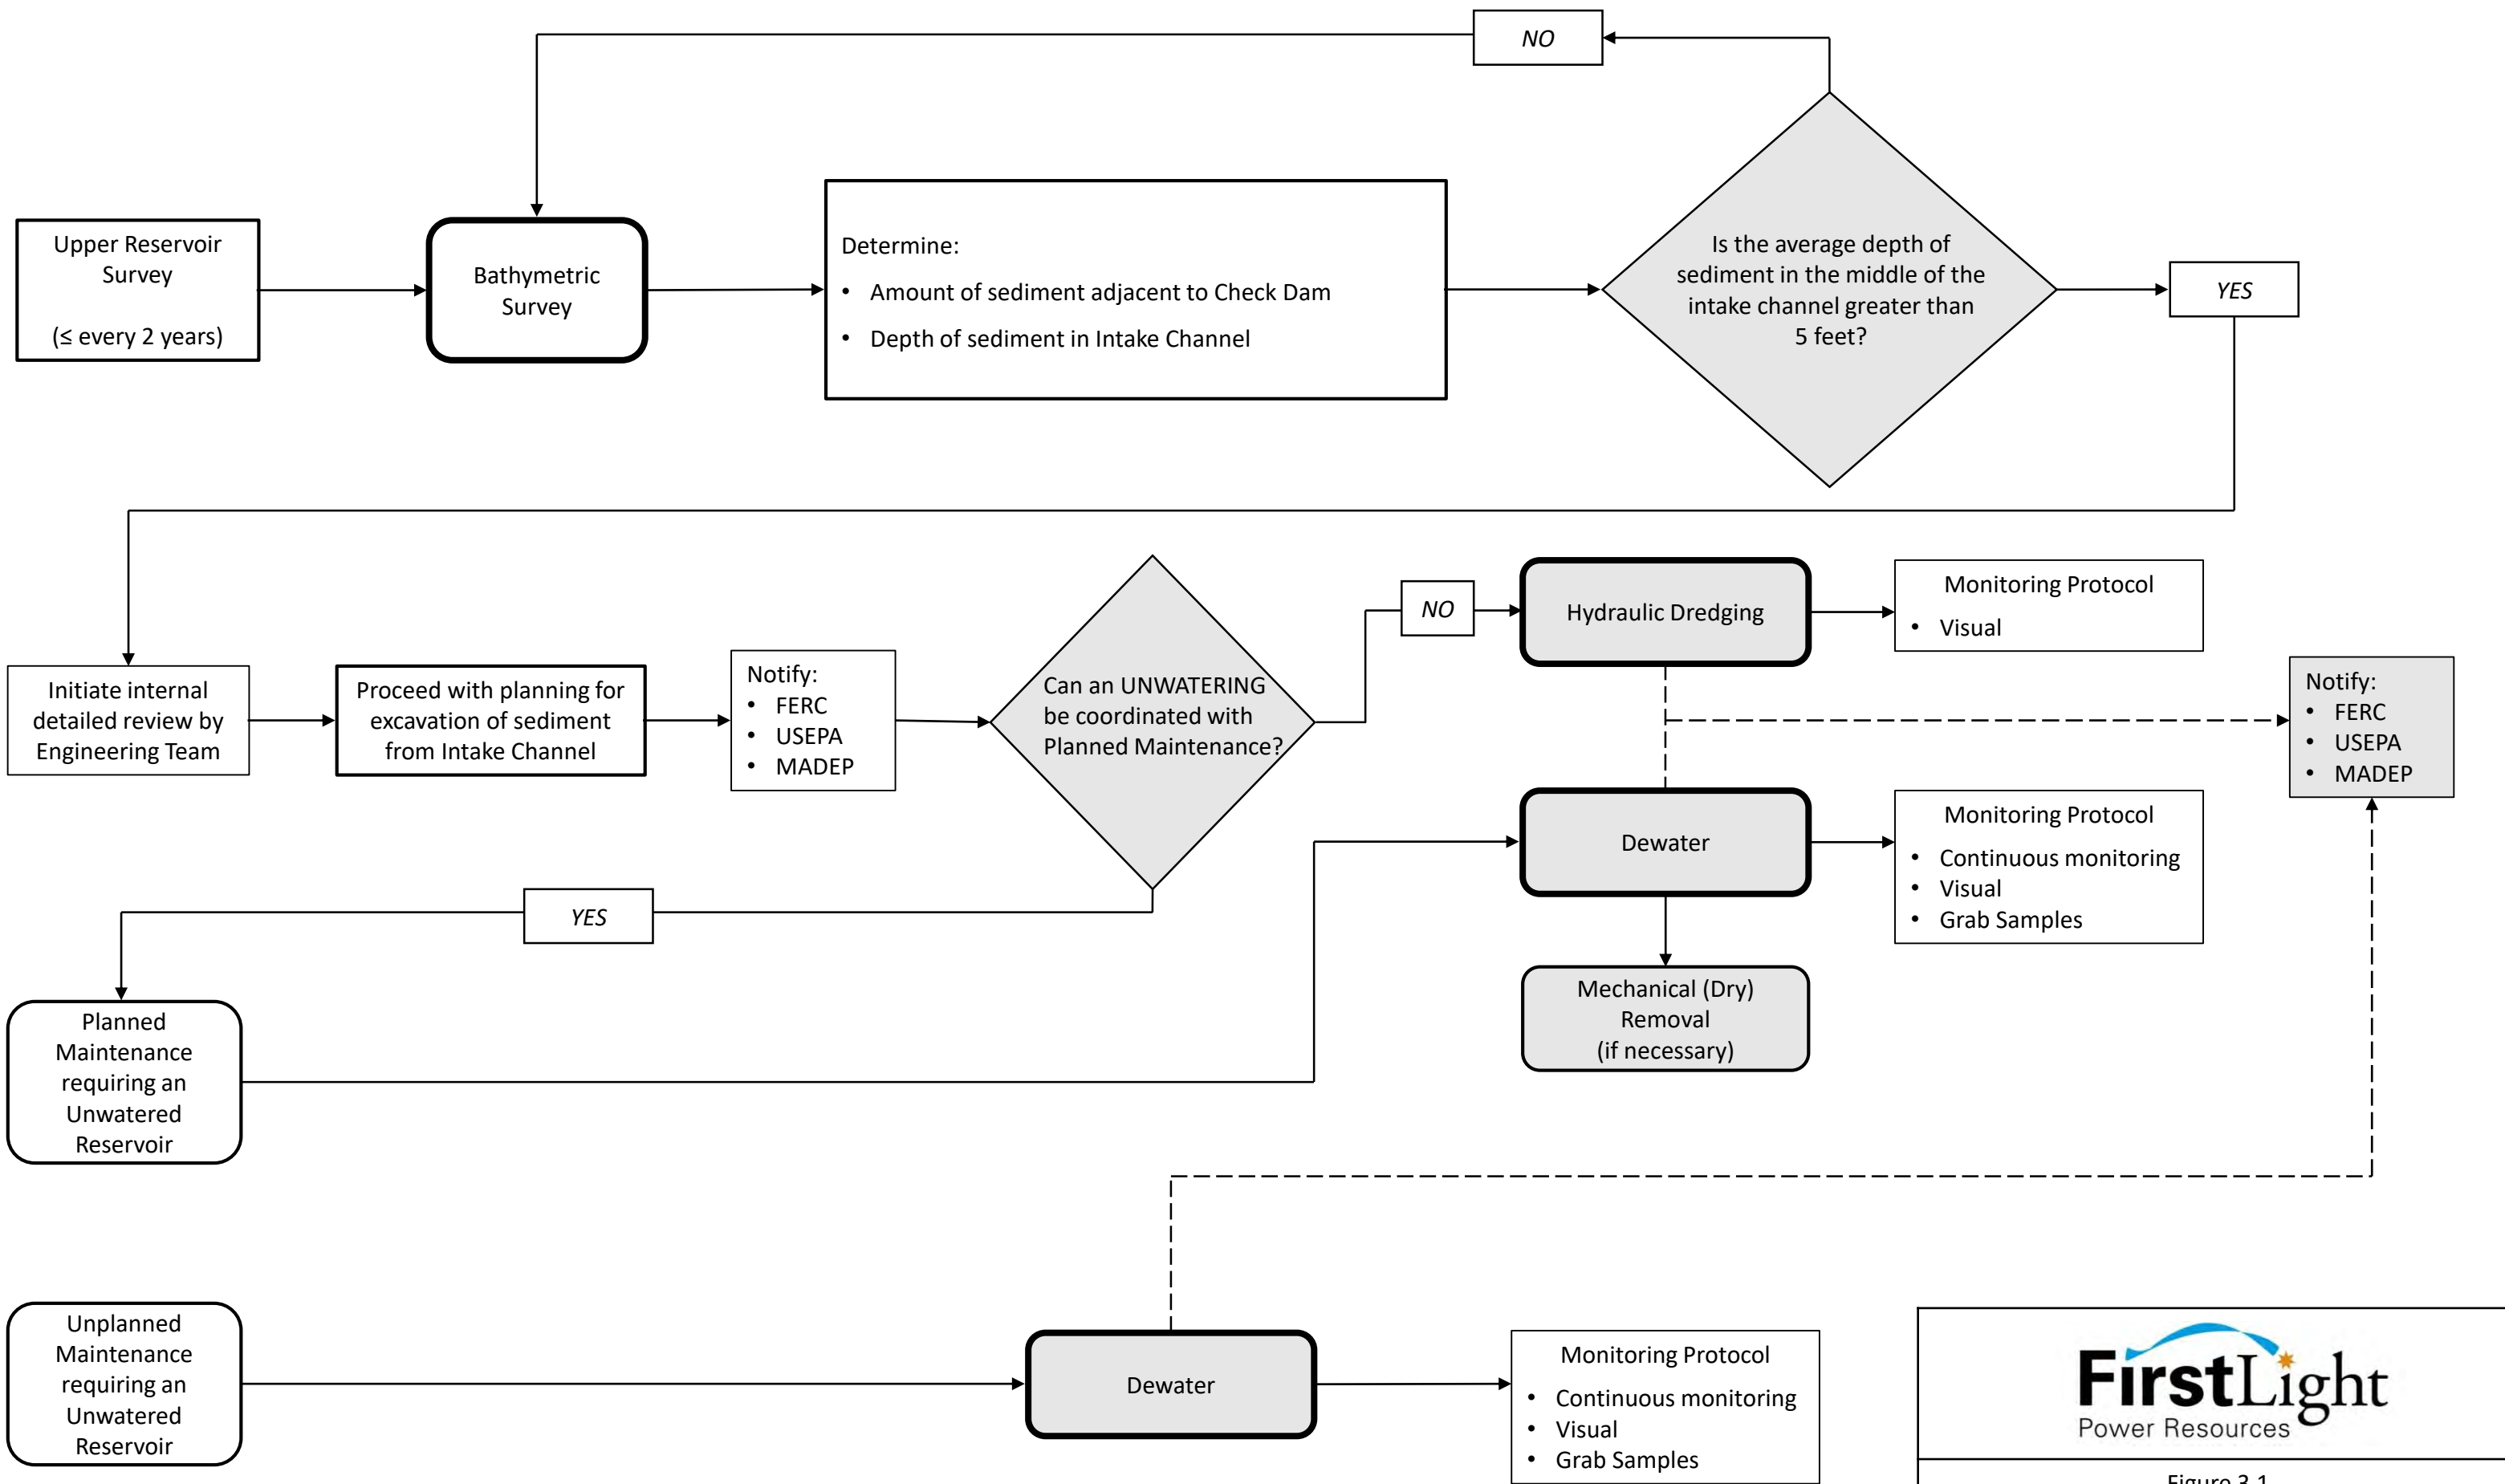 NO
Upper Reservoir
Survey
(≤ every 2 years)
Bathymetric
Survey
Determine:
• Amount of sediment adjacent to Check Dam
• Depth of sediment in Intake Channel
Is the average depth of
sediment in the middle of the
intake channel greater than
5 feet?
YES
Initiate internal
detailed review by
Engineering Team
Proceed with planning for
excavation of sediment
from Intake Channel
Notify:
• FERC
• USEPA
• MADEP
Can an UNWATERING
be coordinated with
Planned Maintenance?
NO
Hydraulic Dredging
Monitoring Protocol
• Visual
Notify:
• FERC
• USEPA
• MADEP
Dewater
Monitoring Protocol
• Continuous monitoring
• Visual
• Grab Samples
YES
Mechanical (Dry)
Removal
(if necessary)
Planned
Maintenance
requiring an
Unwatered
Reservoir
Unplanned
Maintenance
requiring an
Unwatered
Reservoir
Dewater
Monitoring Protocol
• Continuous monitoring
• Visual
• Grab Samples
FirstLight
Power Resources
Figure 3.1